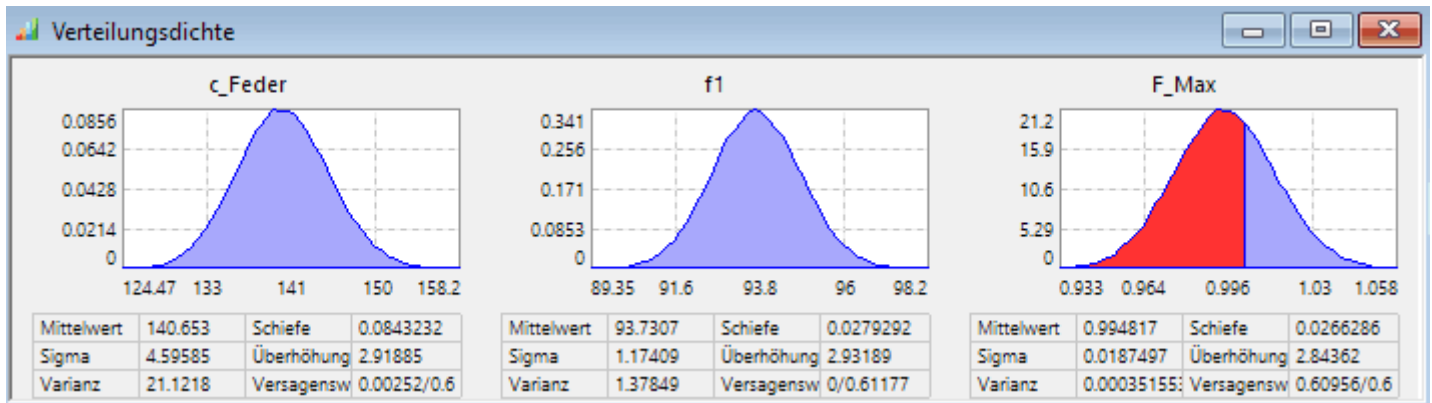 Verteilungsdichte
c_Feder
0.0856
0.0642
0.0428
0.0214
0
124.47 133 141 150 158.2
Mittelwert 140.653 Schiefe 0.0843232
Sigma 4.59585 Überhöhung 2.91885
Varianz 21.1218 Versagensw 0.00252/0.6
f1
0.341
0.256
0.171
0.0853
0
89.35 91.6 93.8 96 98.2
Mittelwert 93.7307 Schiefe 0.0279292
Sigma 1.17409 Überhöhung 2.93189
Varianz 1.37849 Versagensw 0/0.61177
F_Max
21.2
15.9
10.6
5.29
0
0.933 0.964 0.996 1.03 1.058
Mittelwert 0.994817 Schiefe 0.0266286
Sigma 0.0187497 Überhöhung 2.84362
Varianz Versagensw 0.60956/0.6